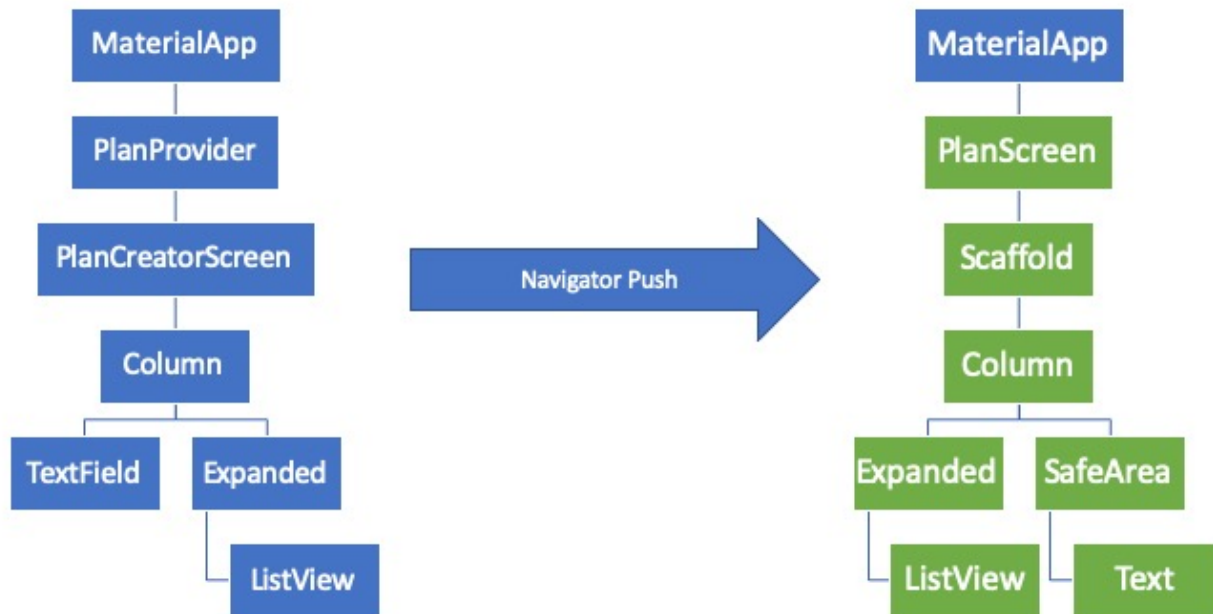 MaterialApp
PlanProvider
PlanCreatorScreen
Column
TextField
Expanded
ListView
Navigator Push
MaterialApp
PlanScreen
Scaffold
Column
Expanded
SafeArea
ListView
Text